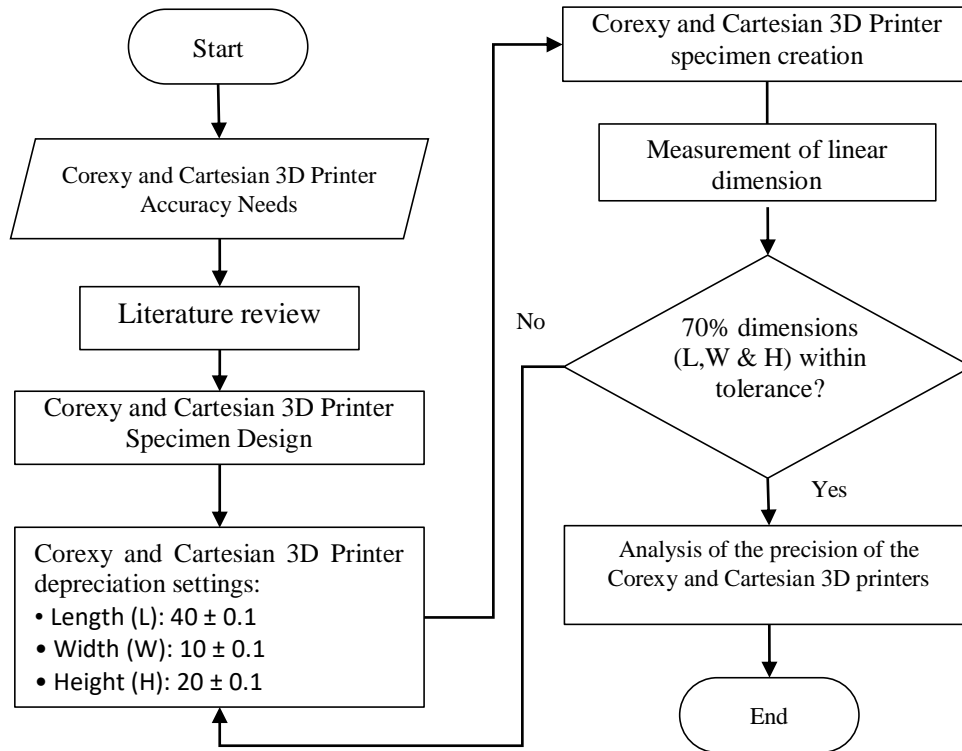 Start
Corexy and Cartesian 3D Printer
Accuracy Needs
Literature review
Corexy and Cartesian 3D Printer
Specimen Design
Corexy and Cartesian 3D Printer
depreciation settings:
• Length (L): 40 ± 0.1
• Width (W): 10 ± 0.1
• Height (H): 20 ± 0.1
Corexy and Cartesian 3D Printer
specimen creation
Measurement of linear
dimension
70% dimensions
(L,W & H) within
tolerance?
No
Yes
Analysis of the precision of the
Corexy and Cartesian 3D printers
End